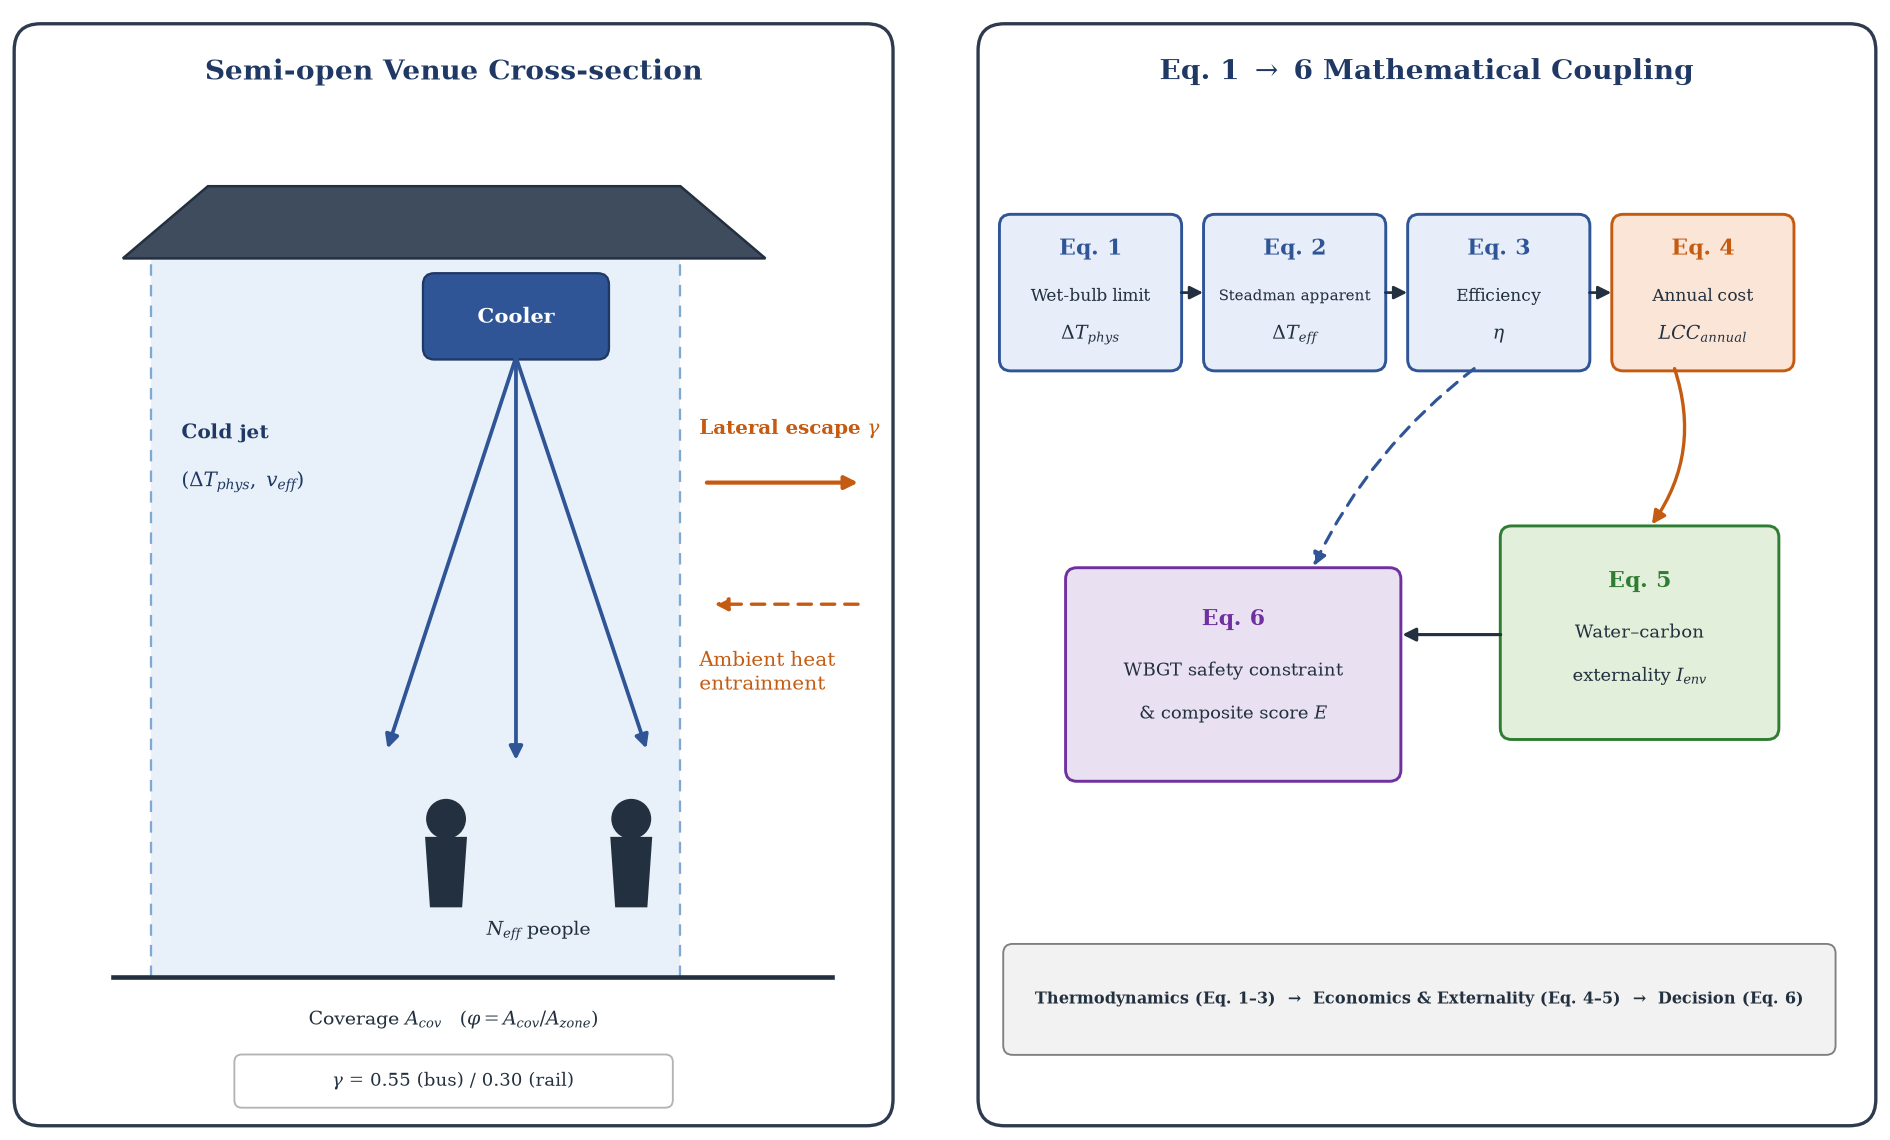 Semi-open Venue Cross-section
Cooler
Cold jet
(ΔT_phys, v_eff)
Lateral escape γ
Ambient heat
entrainment
N_eff people
Coverage A_cov (φ = A_cov/A_zone)
γ = 0.55 (bus) / 0.30 (rail)
Eq. 1 → 6 Mathematical Coupling
Eq. 1
Wet-bulb limit
ΔT_phys
Eq. 2
Steadman apparent
ΔT_eff
Eq. 3
Efficiency
η
Eq. 4
Annual cost
LCC_annual
Eq. 5
Water–carbon
externality I_env
Eq. 6
WBGT safety constraint
& composite score E
Thermodynamics (Eq. 1–3) → Economics & Externality (Eq. 4–5) → Decision (Eq. 6)